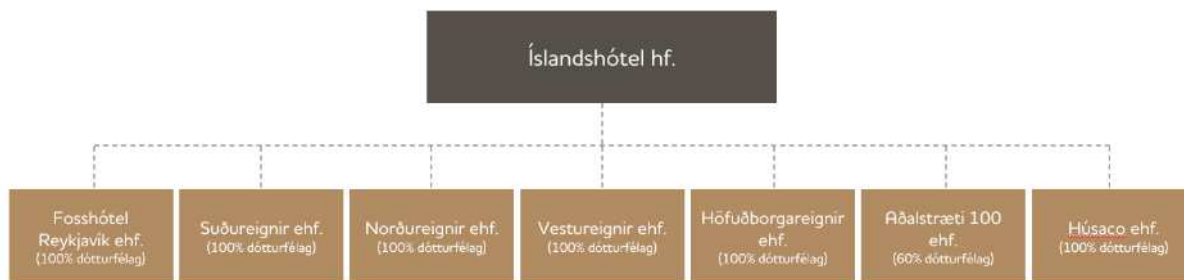 Íslandshótel hf.
Fosshótel
Reykjavík ehf.
(100% dótturfélag)
Suðureignir ehf.
(100% dótturfélag)
Norðureignir ehf.
(100% dótturfélag)
Vestureignir ehf.
(100% dótturfélag)
Höfuðborgareignir
ehf.
(100% dótturfélag)
Aðalstræti 100
ehf.
(60% dótturfélag)
Húsaco ehf.
(100% dótturfélag)